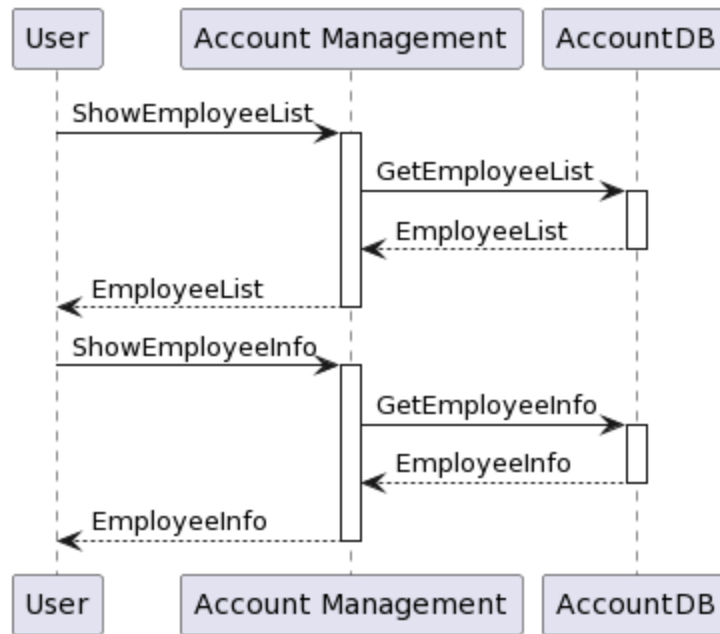 User Account Management AccountDB
ShowEmployeeList
GetEmployeeList
EmployeeList
EmployeeList
ShowEmployeeInfo
GetEmployeeInfo
EmployeeInfo
EmployeeInfo
User Account Management AccountDB